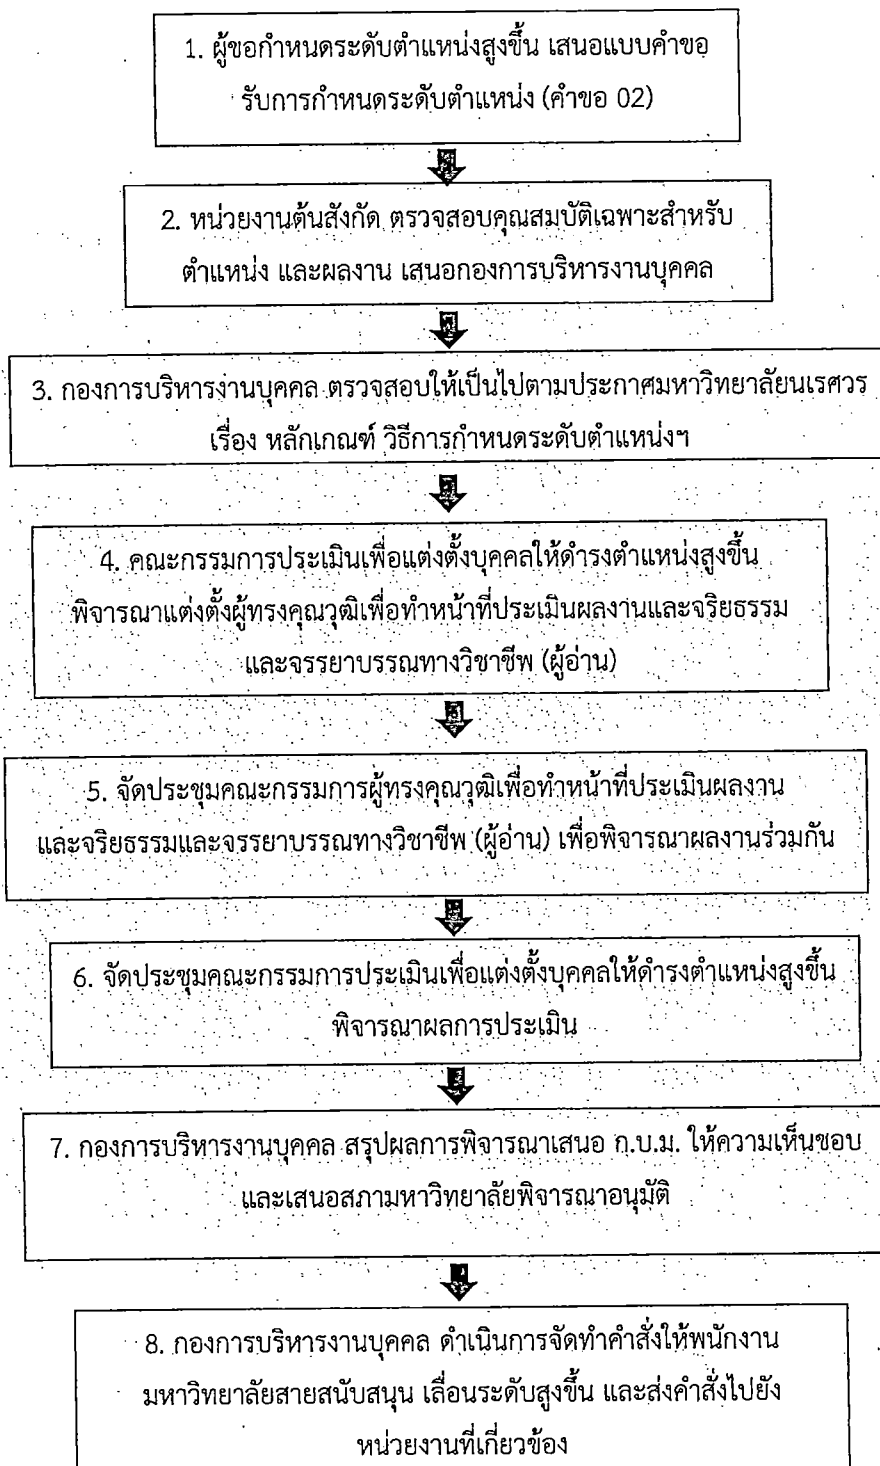 1. ผู้ขอกำหนดระดับตำแหน่งสูงขึ้น เสนอแบบคำขอ
รับการกำหนดระดับตำแหน่ง (คำขอ 02)
2. หน่วยงานต้นสังกัด ตรวจสอบคุณสมบัติเฉพาะสำหรับ
ตำแหน่ง และผลงาน เสนอกองการบริหารงานบุคคล
3. กองการบริหารงานบุคคล ตรวจสอบให้เป็นไปตามประกาศมหาวิทยาลัยนเรศวร
เรื่อง หลักเกณฑ์ วิธีการกำหนดระดับตำแหน่งฯ
4. คณะกรรมการประเมินเพื่อแต่งตั้งบุคคลให้ดำรงตำแหน่งสูงขึ้น
พิจารณาแต่งตั้งผู้ทรงคุณวุฒิเพื่อทำหน้าที่ประเมินผลงานและจริยธรรม
และจรรยาบรรณทางวิชาชีพ (ผู้อ่าน)
5. จัดประชุมคณะกรรมการผู้ทรงคุณวุฒิเพื่อทำหน้าที่ประเมินผลงาน
และจริยธรรมและจรรยาบรรณทางวิชาชีพ (ผู้อ่าน) เพื่อพิจารณาผลงานร่วมกัน
6. จัดประชุมคณะกรรมการประเมินเพื่อแต่งตั้งบุคคลให้ดำรงตำแหน่งสูงขึ้น
พิจารณาผลการประเมิน
7. กองการบริหารงานบุคคล สรุปผลการพิจารณาเสนอ ก.บ.ม. ให้ความเห็นชอบ
และเสนอสภามหาวิทยาลัยพิจารณาอนุมัติ
8. กองการบริหารงานบุคคล ดำเนินการจัดทำคำสั่งให้พนักงาน
มหาวิทยาลัยสายสนับสนุน เลื่อนระดับสูงขึ้น และส่งคำสั่งไปยัง
หน่วยงานที่เกี่ยวข้อง